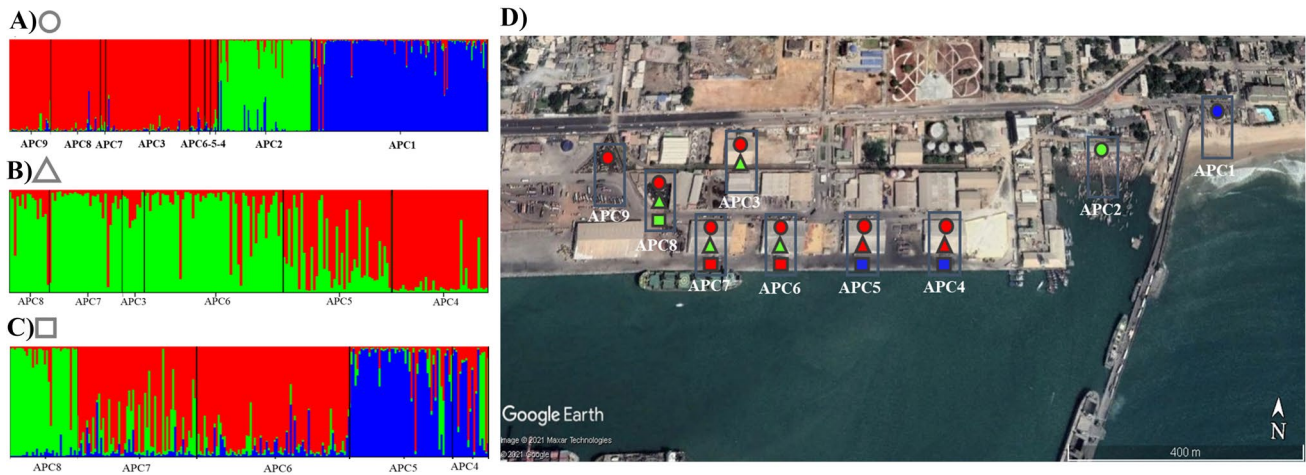 A)
APC9 APC8 APC7 APC3 APC6-5-4 APC2 APC1
B)
APC8 APC7 APC3 APC6 APC5 APC4
C)
APC8 APC7 APC6 APC5 APC4
D)
APC1
APC2
APC3
APC9
APC8
APC7 APC6 APC5 APC4
Google Earth
Image © 2021 Maxar Technologies
© 2021 Google
N
400 m